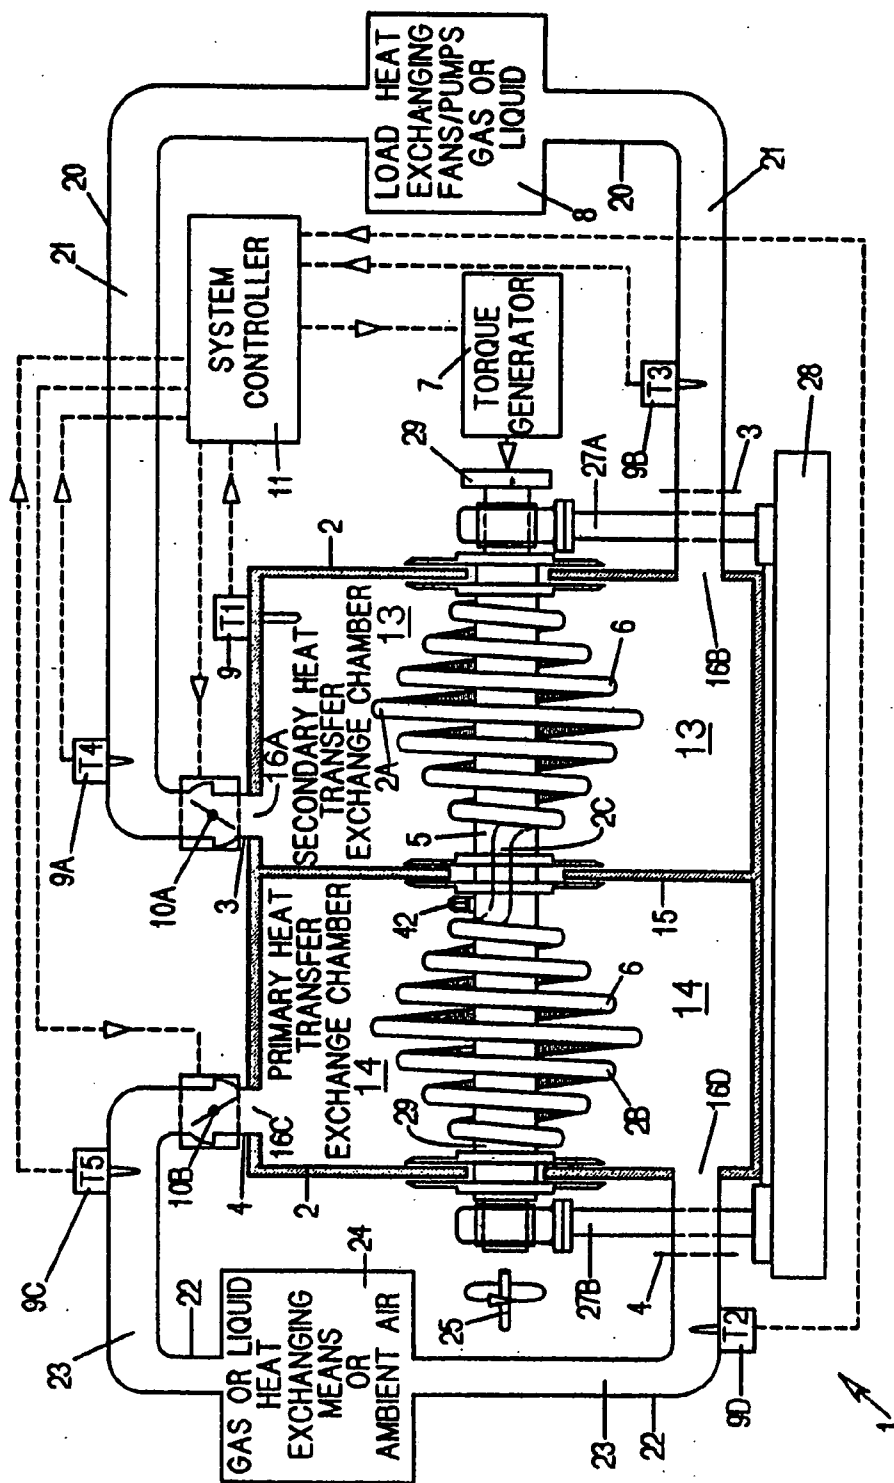 20
21
LOAD HEAT
EXCHANGING
FANS/PUMPS
GAS OR
LIQUID
8
20
21
SYSTEM
CONTROLLER
11
TORQUE
GENERATOR
7
29
27A
T3
9B
3
28
T4
9A
10A
3
16A
T1
9
2
SECONDARY HEAT
TRANSFER
EXCHANGE CHAMBER
13
2A
6
13
16B
5
2C
42
15
PRIMARY HEAT
TRANSFER
EXCHANGE CHAMBER
14
6
14
2B
29
16D
T5
9C
10B
16C
4
2
23
22
GAS OR LIQUID
HEAT
EXCHANGING
MEANS
OR
AMBIENT AIR
24
25
27B
4
T2
9D
23
22
1